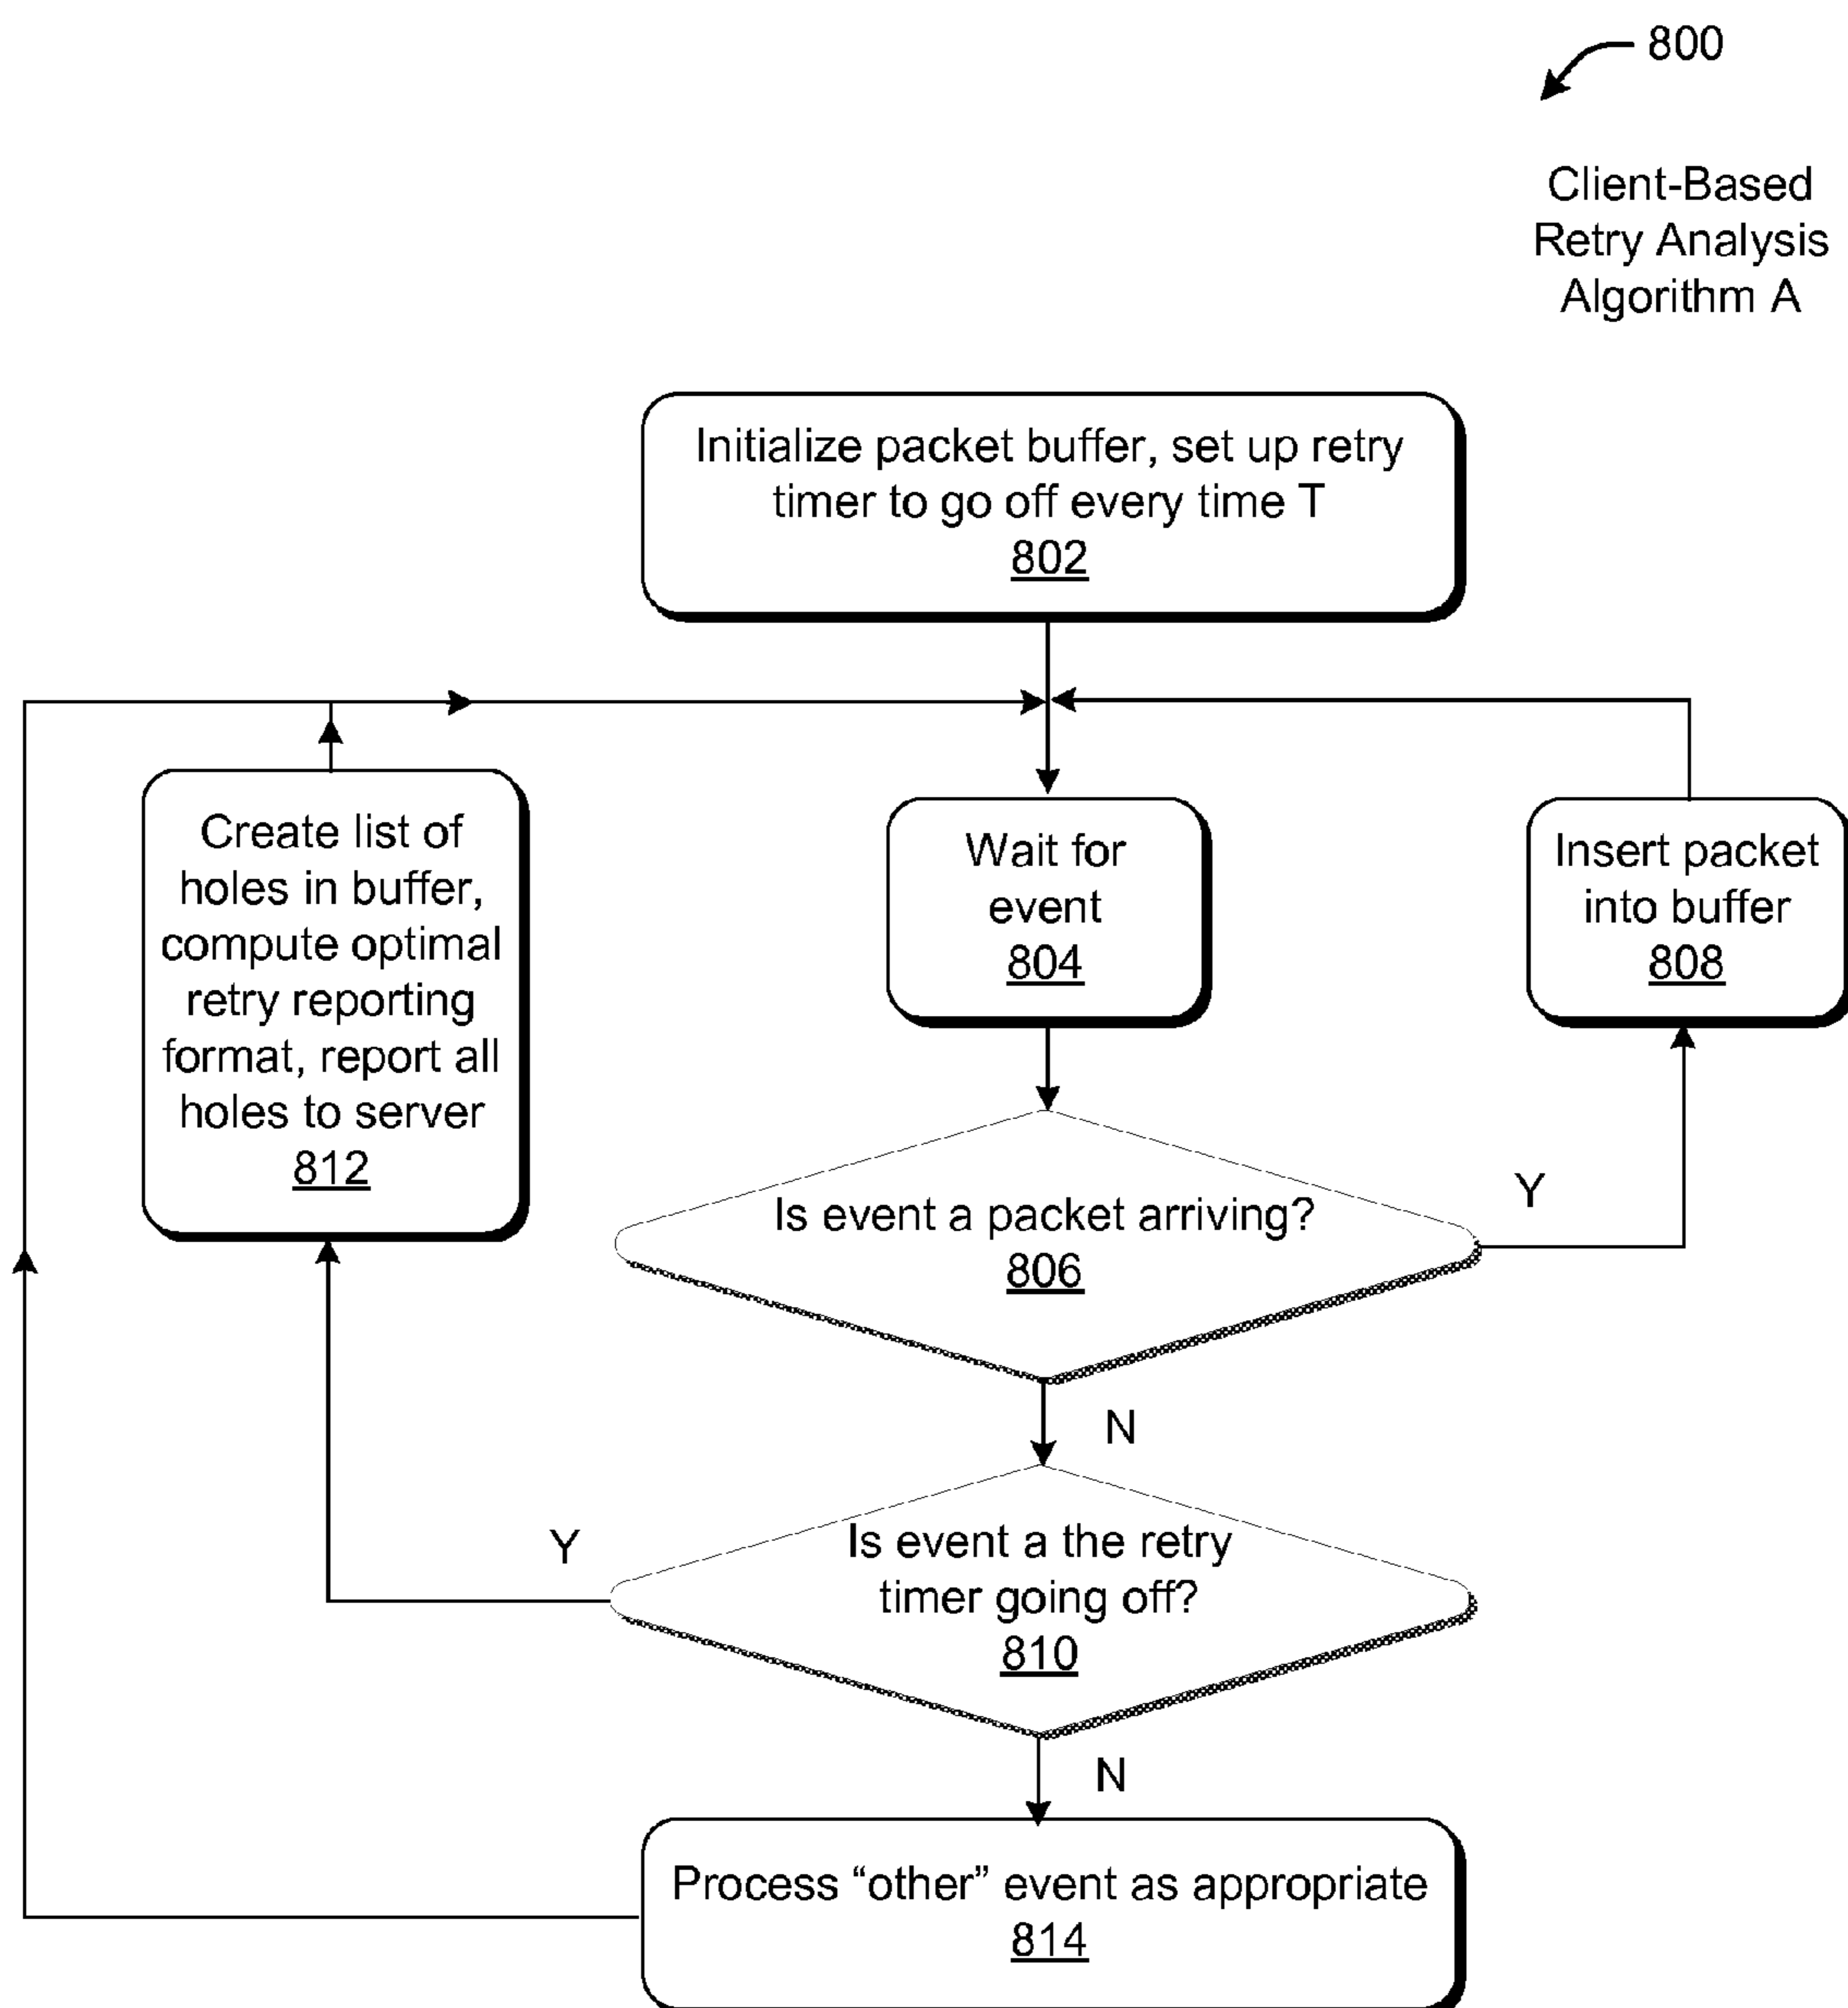 800
Client-Based
Retry Analysis
Algorithm A
Initialize packet buffer, set up retry
timer to go off every time T
802
Create list of
holes in buffer,
compute optimal
retry reporting
format, report all
holes to server
812
Wait for
event
804
Insert packet
into buffer
808
Is event a packet arriving?
806
Y
N
Is event a the retry
timer going off?
810
Y
N
Process “other” event as appropriate
814